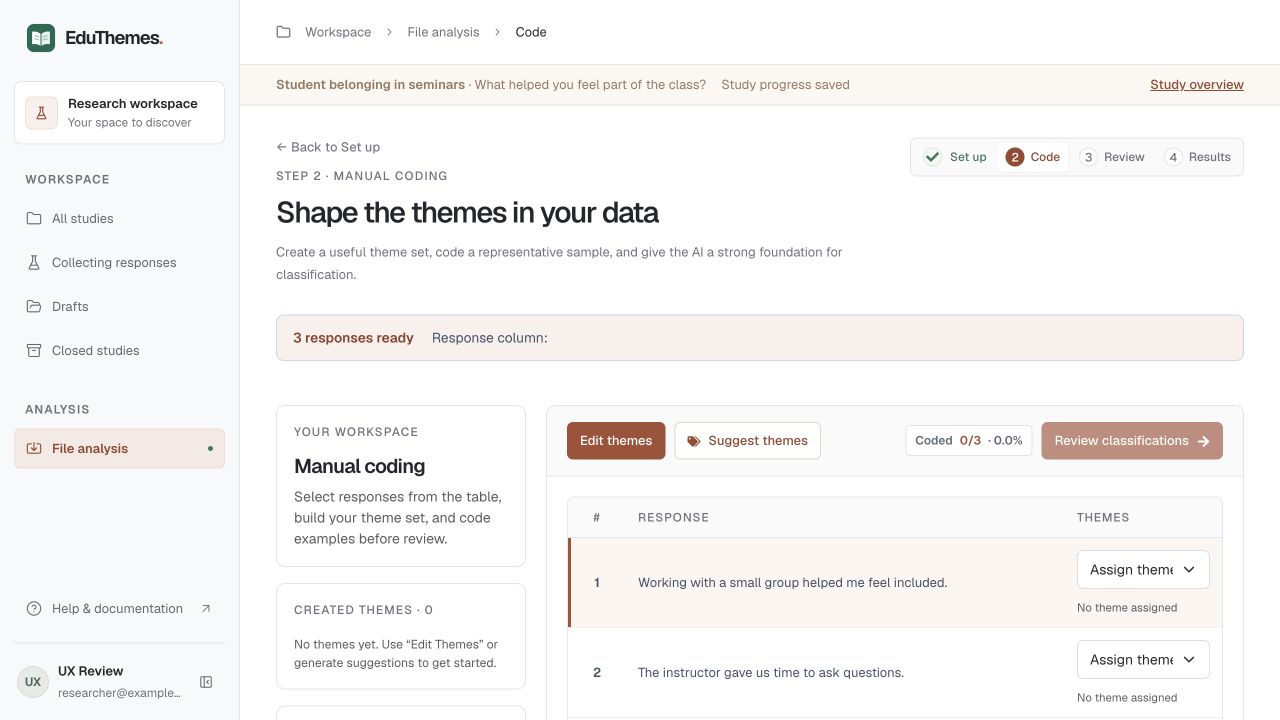 EduThemes.
Research workspace
Your space to discover
WORKSPACE
All studies
Collecting responses
Drafts
Closed studies
ANALYSIS
File analysis
Help & documentation
UX
UX Review
researcher@example…
Workspace
File analysis
Code
Student belonging in seminars · What helped you feel part of the class? Study progress saved
Study overview
← Back to Set up
Set up
2 Code
3 Review
4 Results
STEP 2 · MANUAL CODING
Shape the themes in your data
Create a useful theme set, code a representative sample, and give the AI a strong foundation for
classification.
3 responses ready Response column:
YOUR WORKSPACE
Manual coding
Select responses from the table,
build your theme set, and code
examples before review.
CREATED THEMES · 0
No themes yet. Use “Edit Themes” or
generate suggestions to get started.
Edit themes
Suggest themes
Coded 0/3 · 0.0%
Review classifications
# RESPONSE THEMES
1 Working with a small group helped me feel included.
Assign
No theme assigned
2 The instructor gave us time to ask questions.
Assign
No theme assigned